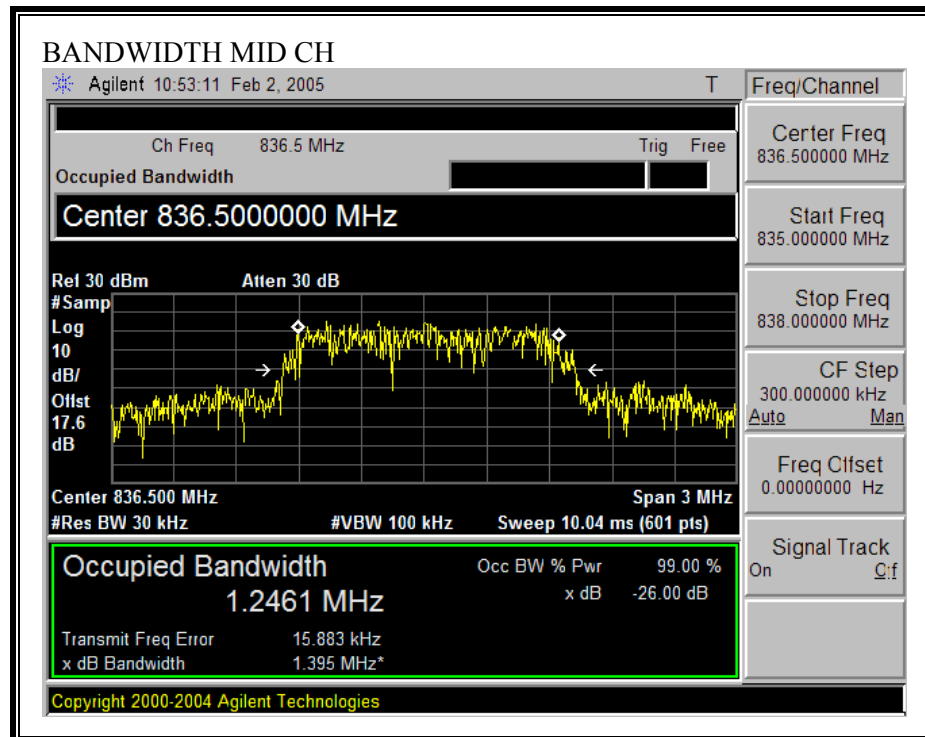 BANDWIDTH MID CH
Agilent 10:53:11 Feb 2, 2005 T
Freq/Channel
Ch Freq 836.5 MHz Trig Free
Occupied Bandwidth
Center 836.5000000 MHz
Ref 30 dBm Atten 30 dB
#Samp
Log
10
dB/
Offst
17.6
dB
Center 836.500 MHz Span 3 MHz
#Res BW 30 kHz #VBW 100 kHz Sweep 10.04 ms (601 pts)
Occupied Bandwidth
1.2461 MHz
Occ BW % Pwr 99.00 %
x dB -26.00 dB
Transmit Freq Error 15.883 kHz
x dB Bandwidth 1.395 MHz*
Copyright 2000-2004 Agilent Technologies
Center Freq
836.500000 MHz
Start Freq
835.000000 MHz
Stop Freq
838.000000 MHz
CF Step
300.000000 kHz
Auto Man
Freq Offset
0.00000000 Hz
Signal Track
On Off